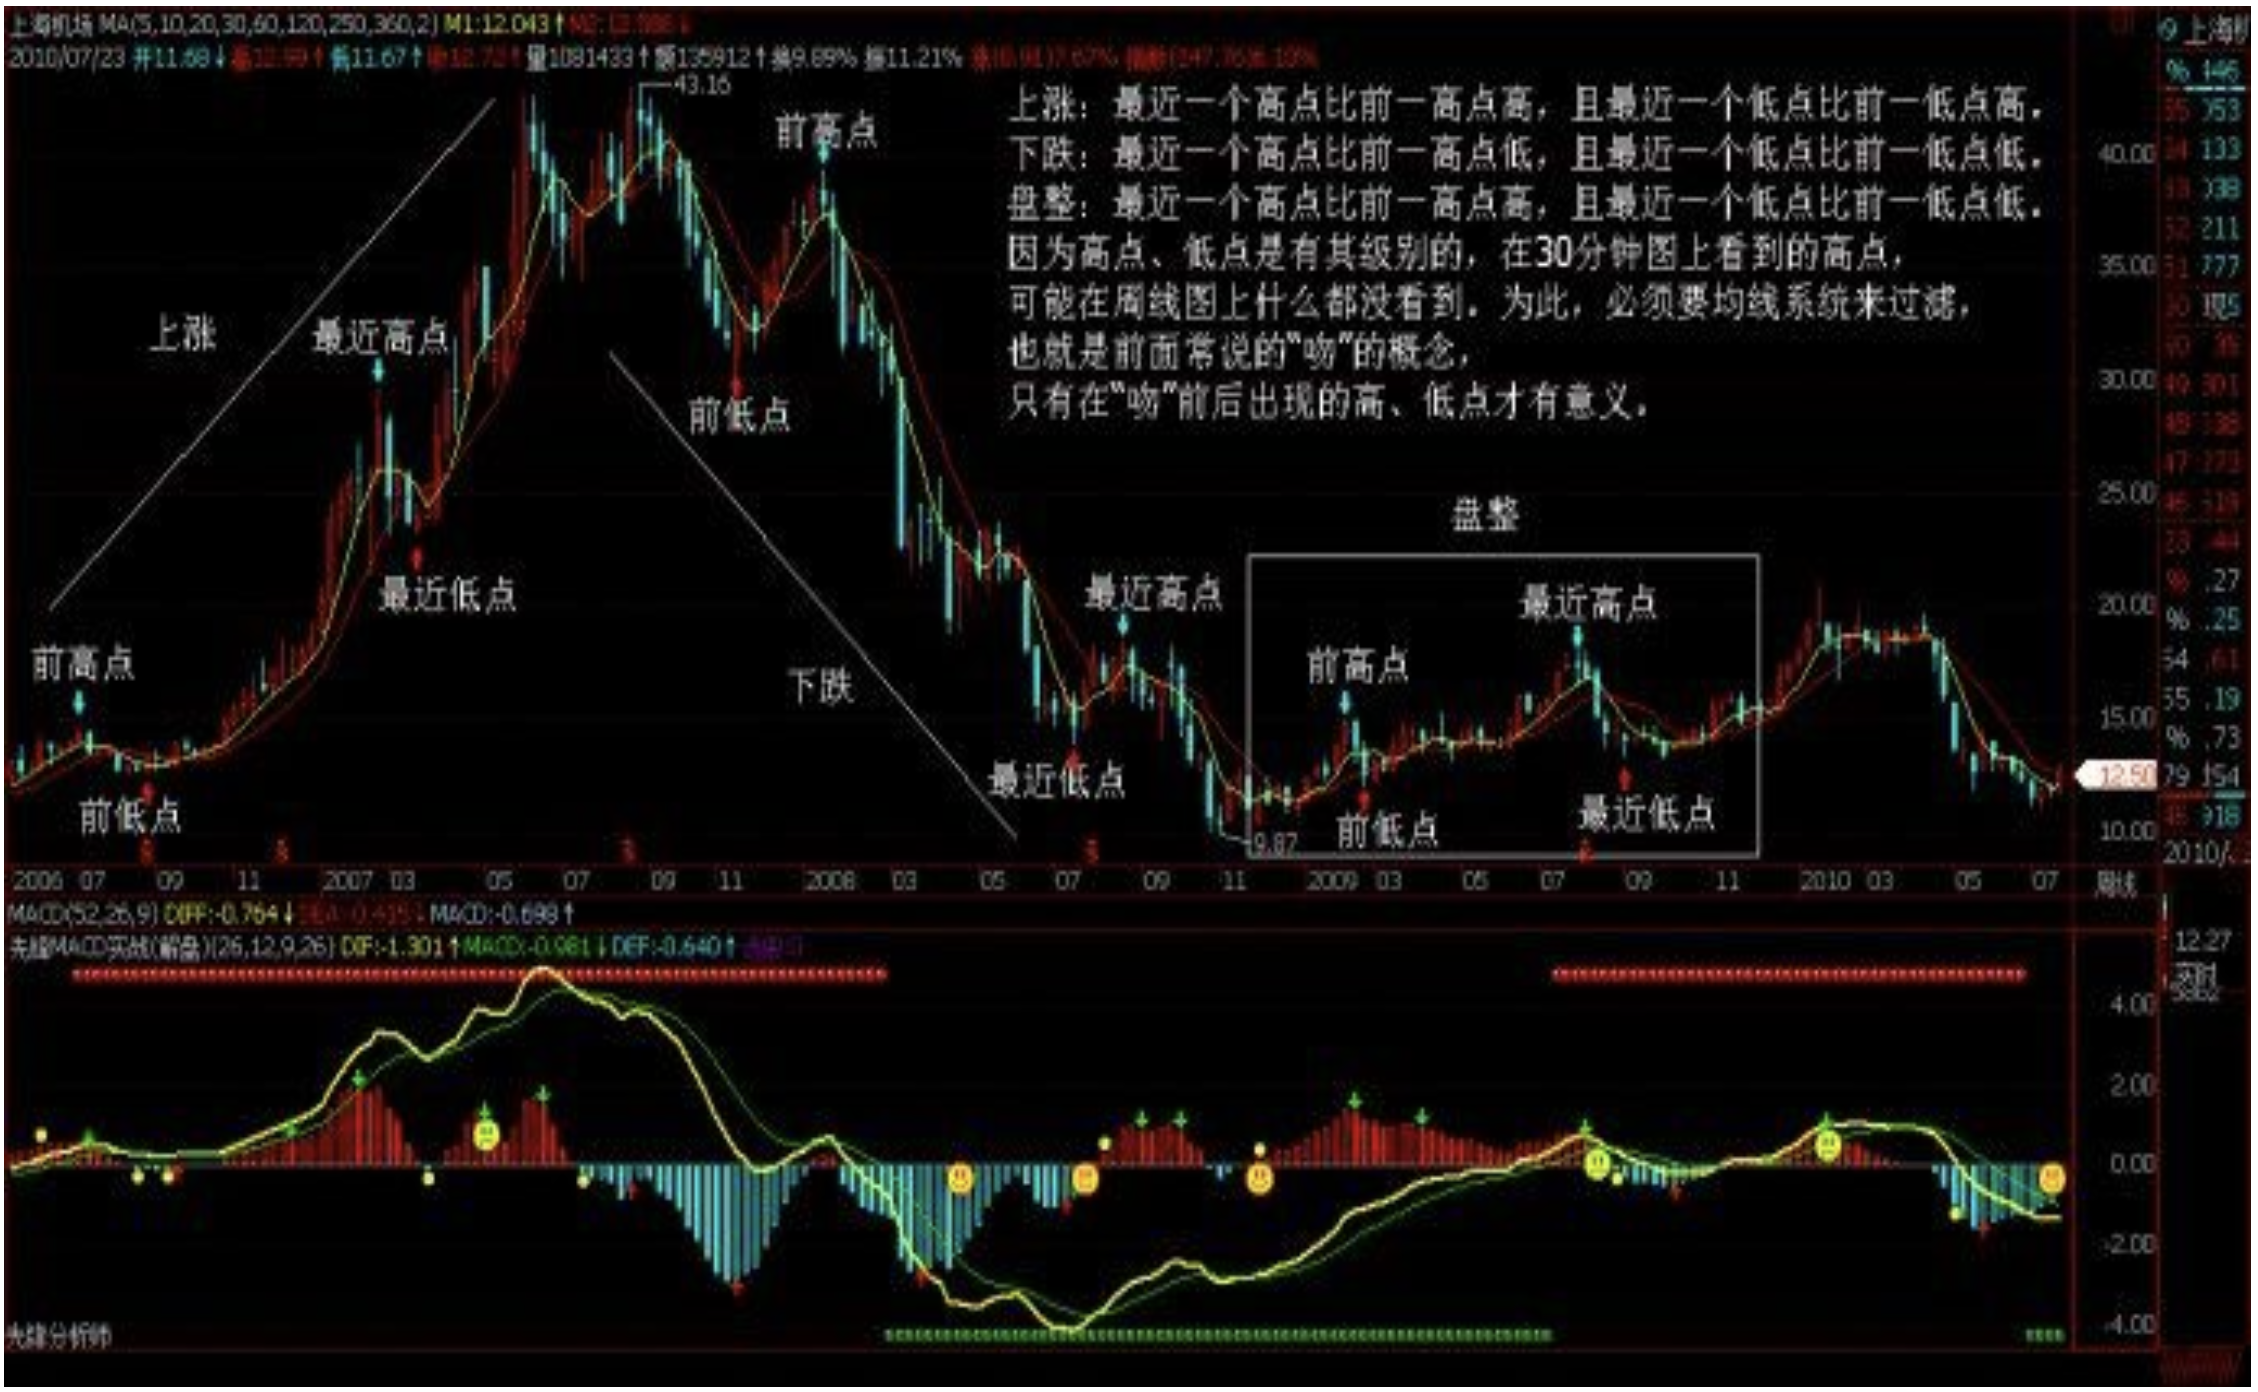 上海机场 MA(5,10,20,30,60,120,250,360,2) M1:12.043↑
2010/07/23 开11.68↓ 高12.99↑ 低11.67↑ 收12.72↑ 量1081433↑ 额135912↑ 换9.89% 振11.21%
43.16
上涨：最近一个高点比前一高点高，且最近一个低点比前一低点高。
下跌：最近一个高点比前一高点低，且最近一个低点比前一低点低。
盘整：最近一个高点比前一高点高，且最近一个低点比前一低点低。
因为高点、低点是有其级别的，在30分钟图上看到的高点，
可能在周线图上什么都没看到。为此，必须要均线系统来过滤，
也就是前面常说的“吻”的概念，
只有在“吻”前后出现的高、低点才有意义。
前高点
上涨
最近高点
前低点
最近低点
盘整
最近高点
最近高点
前高点
前高点
下跌
最近低点
前低点
前低点
最近低点
9.87
40.00
35.00
30.00
25.00
20.00
15.00
12.50
10.00
2006 07 09 11 2007 03 05 07 09 11 2008 03 05 07 09 11 2009 03 05 07 09 11 2010 03 05 07 周线
MACD(52,26,9) DIFF:-0.764↓ MACD:-0.698↑
MACD实战(解盘)(26,12,9,26) DIF:-1.301↑ MACD:-0.981↓ DEF:-0.640↑
4.00
2.00
0.00
-2.00
-4.00
12.27